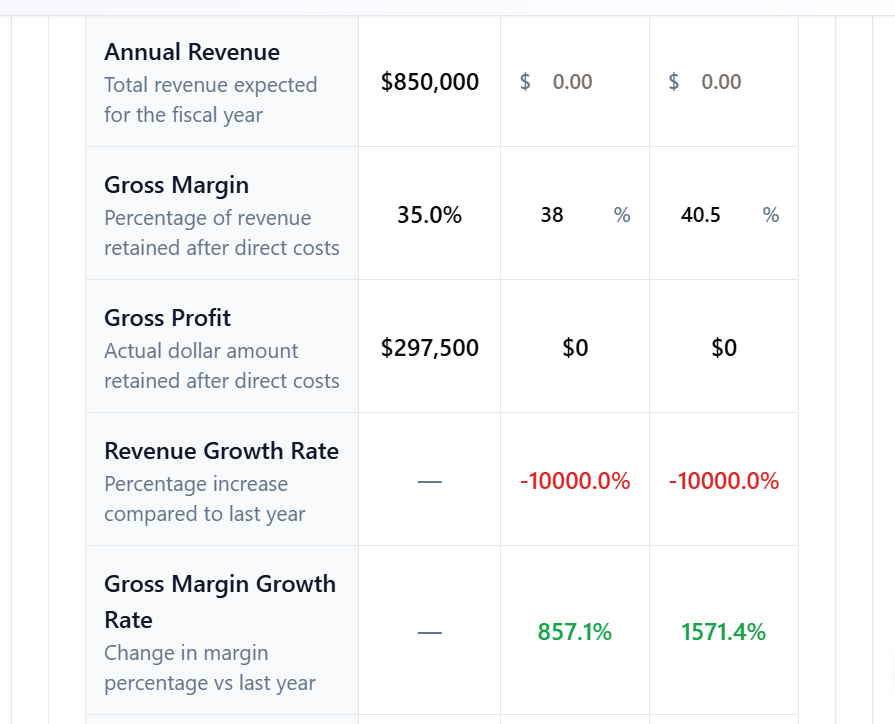 Annual Revenue
Total revenue expected
for the fiscal year
$850,000
$ 0.00
$ 0.00
Gross Margin
Percentage of revenue
retained after direct costs
35.0%
38 %
40.5 %
Gross Profit
Actual dollar amount
retained after direct costs
$297,500
$0
$0
Revenue Growth Rate
Percentage increase
compared to last year
—
-10000.0%
-10000.0%
Gross Margin Growth
Rate
Change in margin
percentage vs last year
—
857.1%
1571.4%